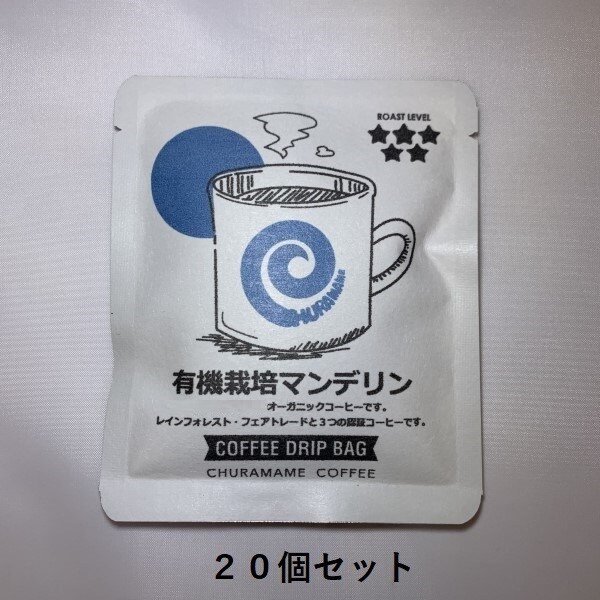 ROAST LEVEL
CHURAMAME
有機栽培マンデリン
オーガニックコーヒーです。
レインフォレスト・フェアトレードと3つの認証コーヒーです。
COFFEE DRIP BAG
CHURAMAME COFFEE
20個セット